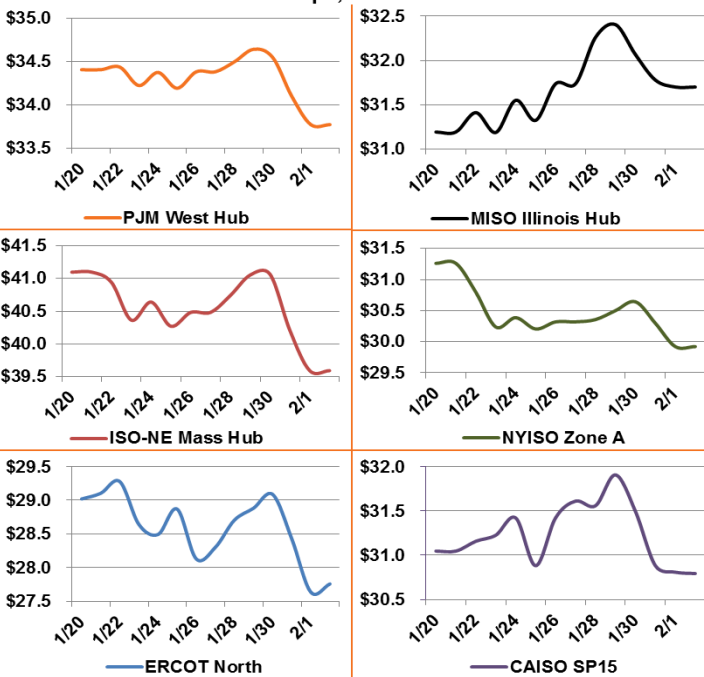 $35.0
$34.5
$34.0
$33.5
1/20 1/22 1/24 1/26 1/28 1/30 2/1
PJM West Hub
$32.5
$32.0
$31.5
$31.0
1/20 1/22 1/24 1/26 1/28 1/30 2/1
MISO Illinois Hub
$41.5
$41.0
$40.5
$40.0
$39.5
1/20 1/22 1/24 1/26 1/28 1/30 2/1
ISO-NE Mass Hub
$31.5
$31.0
$30.5
$30.0
$29.5
1/20 1/22 1/24 1/26 1/28 1/30 2/1
NYISO Zone A
$29.5
$29.0
$28.5
$28.0
$27.5
1/20 1/22 1/24 1/26 1/28 1/30 2/1
ERCOT North
$32.0
$31.5
$31.0
$30.5
1/20 1/22 1/24 1/26 1/28 1/30 2/1
CAISO SP15